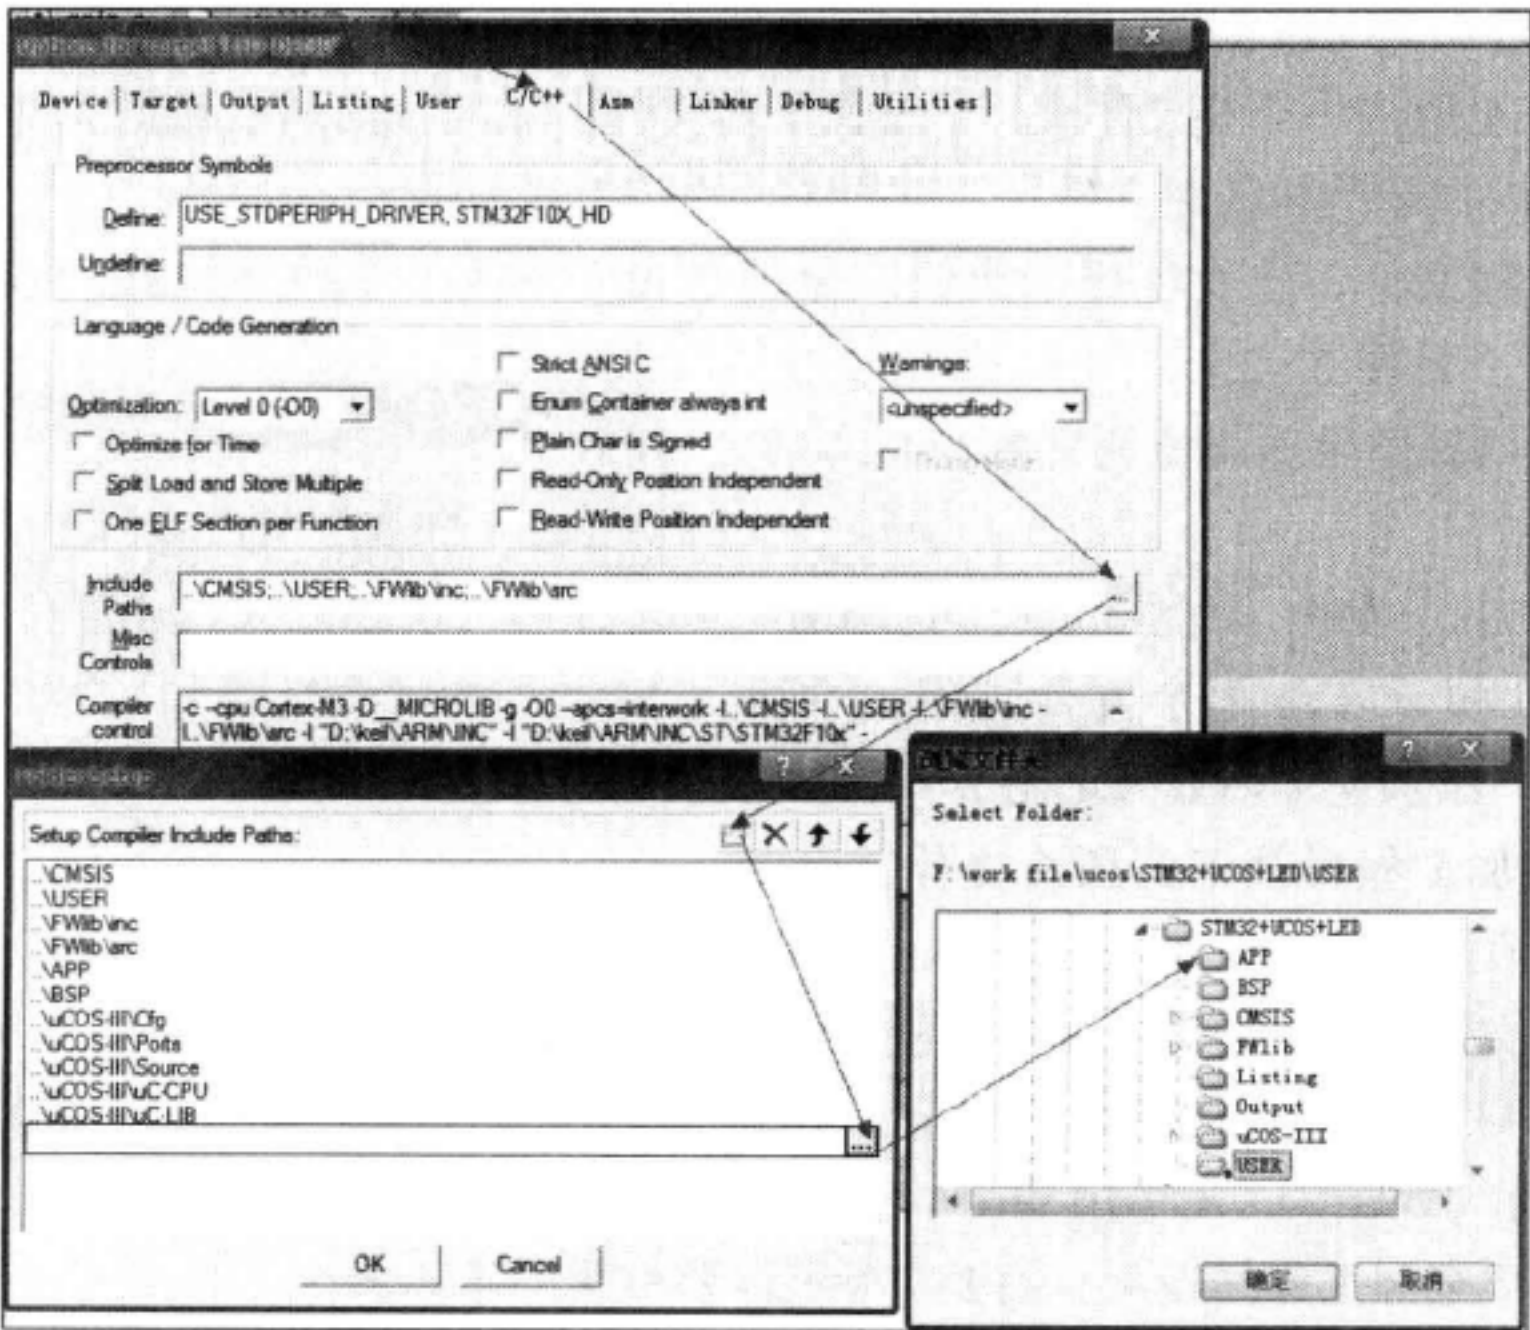 Device Target Output Listing User C/C++ Asm Linker Debug Utilities
Preprocessor Symbols
Define: USE_STDPERIPH_DRIVER, STM32F10X_HD
Undefine:
Language / Code Generation
Strict ANSI C
Warnings:
Optimization: Level 0 (-O0)
Enum Container always int
<unspecified>
Optimize for Time
Plain Char is Signed
Split Load and Store Multiple
Read-Only Position Independent
One ELF Section per Function
Read-Write Position Independent
Include Paths
..\CMSIS;..\USER;..\FWlib\inc;..\FWlib\src
...
Misc Controls
Compiler control
-c --cpu Cortex-M3 -D__MICROLIB -g -O0 --apcs=interwork -I..\CMSIS -I..\USER -I..\FWlib\inc -
I..\FWlib\src -I "D:\keil\ARM\INC" -I "D:\keil\ARM\INC\ST\STM32F10x" -
Folder Setup
Setup Compiler Include Paths:
..\CMSIS
..\USER
..\FWlib\inc
..\FWlib\src
..\APP
..\BSP
..\uCOS-III\Cfg
..\uCOS-III\Ports
..\uCOS-III\Source
..\uCOS-III\uC-CPU
..\uCOS-III\uC-LIB
...
OK
Cancel
浏览文件夹
Select Folder:
F:\work file\ucos\STM32+UCOS+LED\USER
STM32+UCOS+LED
APP
BSP
CMSIS
FWlib
Listing
Output
uCOS-III
USER
确定
取消